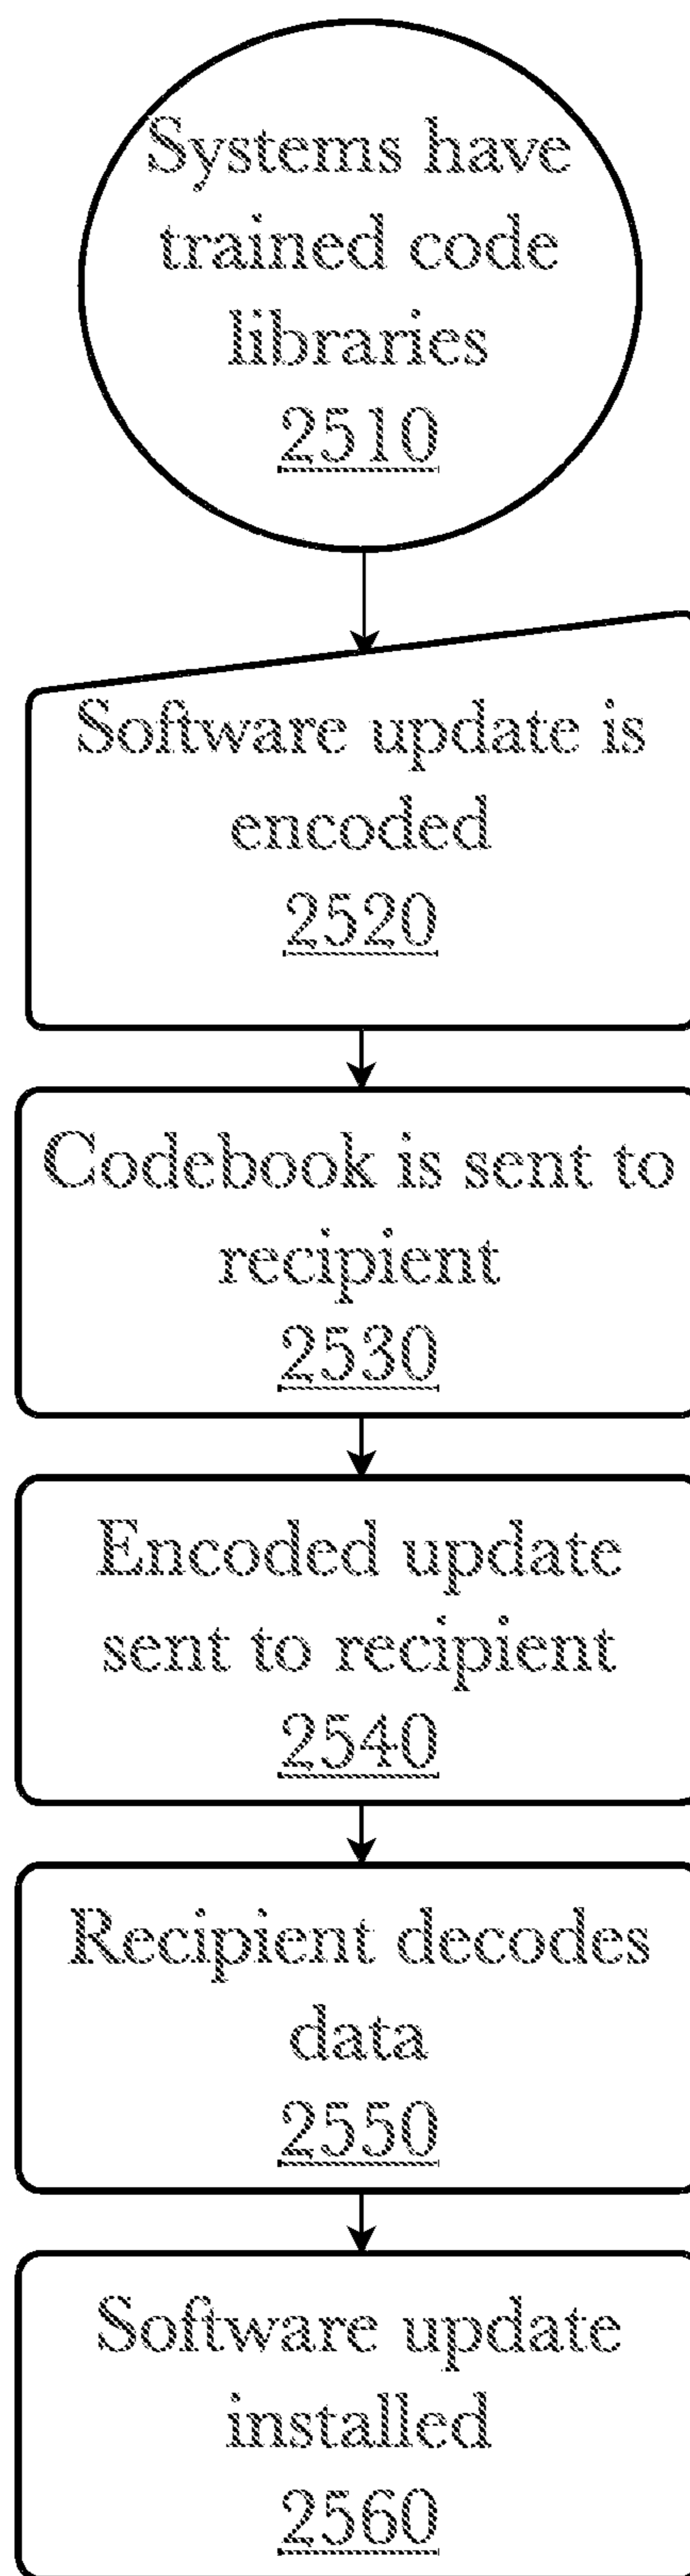 Systems have
trained code
libraries
2510
Software update is
encoded
2520
Codebook is sent to
recipient
2530
Encoded update
sent to recipient
2540
Recipient decodes
data
2550
Software update
installed
2560